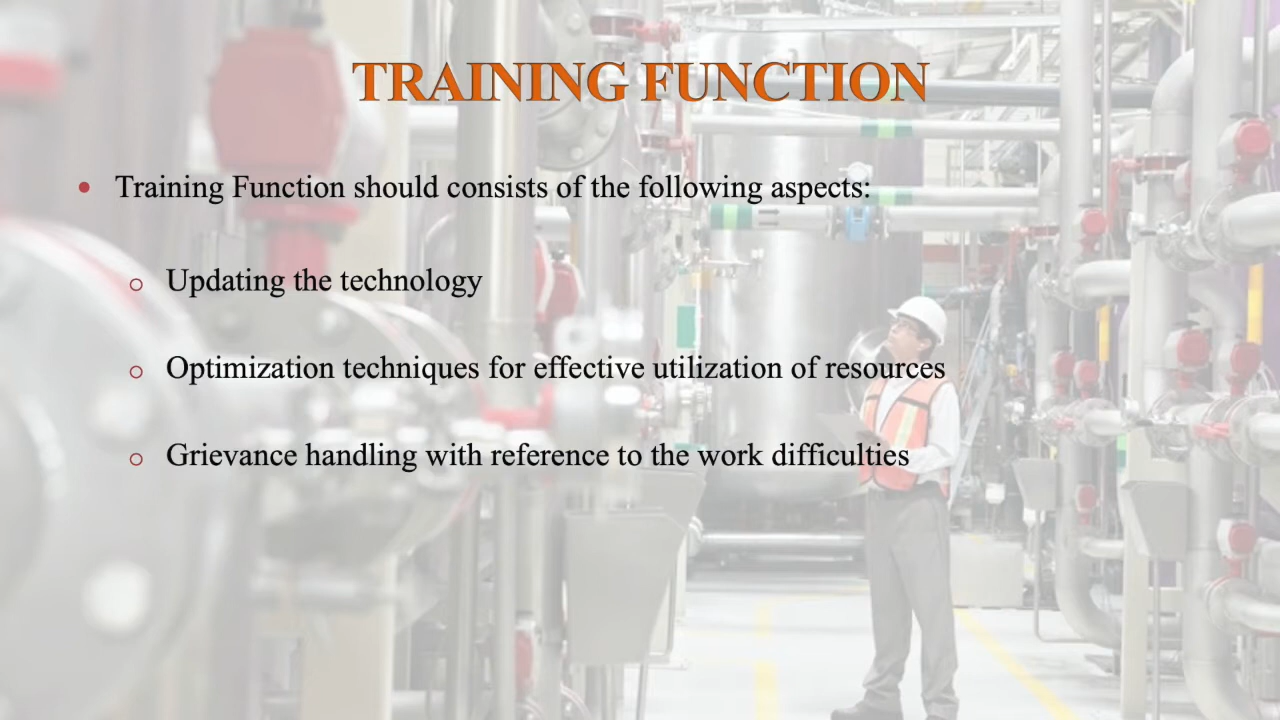 TRAINING FUNCTION
Training Function should consists of the following aspects:
Updating the technology
Optimization techniques for effective utilization of resources
Grievance handling with reference to the work difficulties